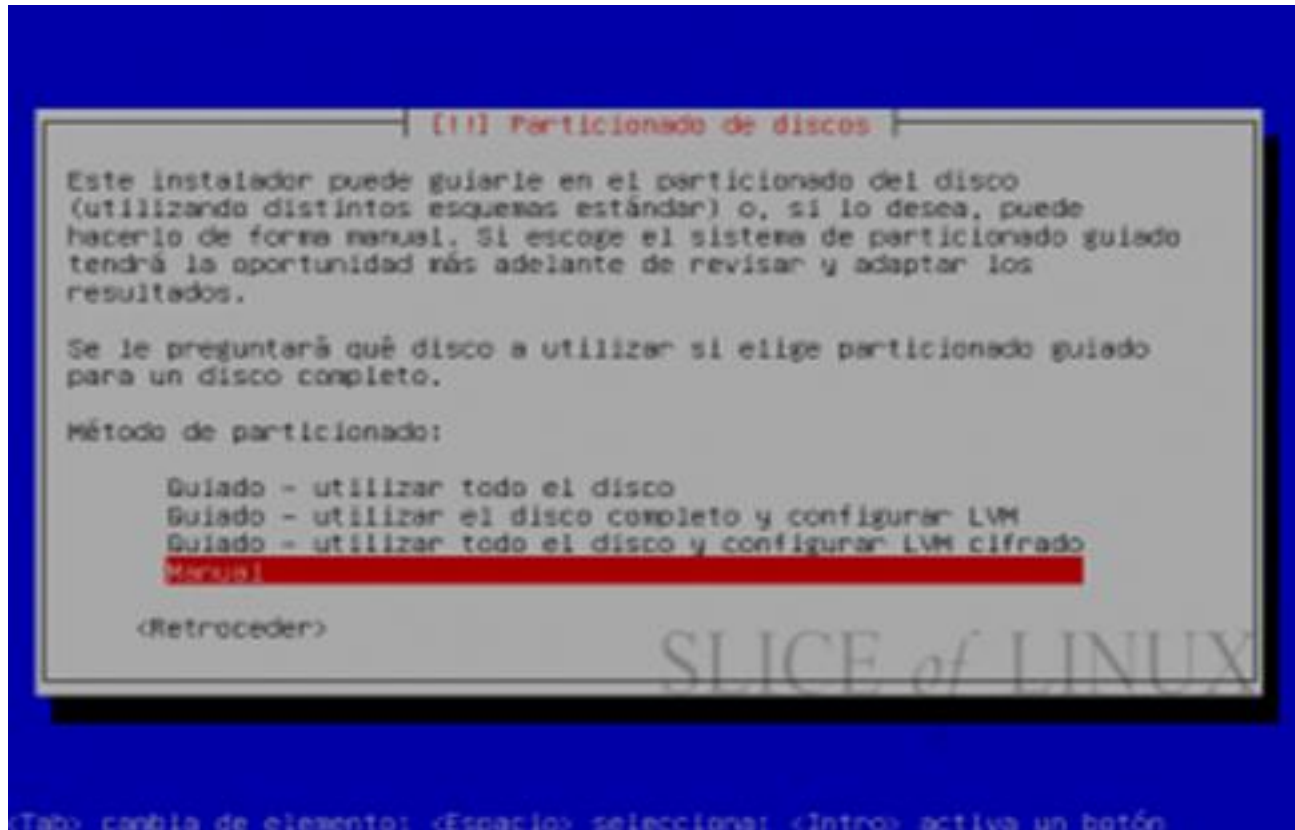 [!!] Particionado de discos
Este instalador puede guiarle en el particionado del disco
(utilizando distintos esquemas estándar) o, si lo desea, puede
hacerlo de forma manual. Si escoge el sistema de particionado guiado
tendrá la oportunidad más adelante de revisar y adaptar los
resultados.
Se le preguntará qué disco a utilizar si elige particionado guiado
para un disco completo.
Método de particionado:
Guiado - utilizar todo el disco
Guiado - utilizar el disco completo y configurar LVM
Guiado - utilizar todo el disco y configurar LVM cifrado
Manual
<Retroceder>
SLICE of LINUX
<Tab> cambia de elemento; <Espacio> selecciona; <Intro> activa un botón